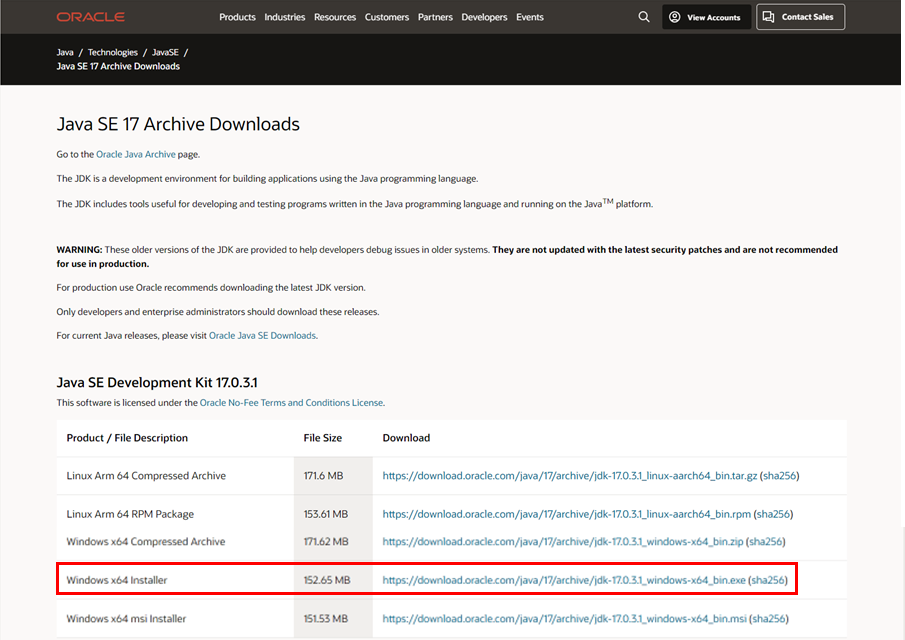 ORACLE Products Industries Resources Customers Partners Developers Events View Accounts Contact Sales
Java / Technologies / JavaSE /
Java SE 17 Archive Downloads
Java SE 17 Archive Downloads
Go to the Oracle Java Archive page.
The JDK is a development environment for building applications using the Java programming language.
The JDK includes tools useful for developing and testing programs written in the Java programming language and running on the Java™ platform.
WARNING: These older versions of the JDK are provided to help developers debug issues in older systems. They are not updated with the latest security patches and are not recommended
for use in production.
For production use Oracle recommends downloading the latest JDK version.
Only developers and enterprise administrators should download these releases.
For current Java releases, please visit Oracle Java SE Downloads.
Java SE Development Kit 17.0.3.1
This software is licensed under the Oracle No-Fee Terms and Conditions License.
Product / File Description File Size Download
Linux Arm 64 Compressed Archive 171.6 MB https://download.oracle.com/java/17/archive/jdk-17.0.3.1_linux-aarch64_bin.tar.gz (sha256)
Linux Arm 64 RPM Package 153.61 MB https://download.oracle.com/java/17/archive/jdk-17.0.3.1_linux-aarch64_bin.rpm (sha256)
Windows x64 Compressed Archive 171.62 MB https://download.oracle.com/java/17/archive/jdk-17.0.3.1_windows-x64_bin.zip (sha256)
Windows x64 Installer 152.65 MB https://download.oracle.com/java/17/archive/jdk-17.0.3.1_windows-x64_bin.exe (sha256)
Windows x64 msi Installer 151.53 MB https://download.oracle.com/java/17/archive/jdk-17.0.3.1_windows-x64_bin.msi (sha256)